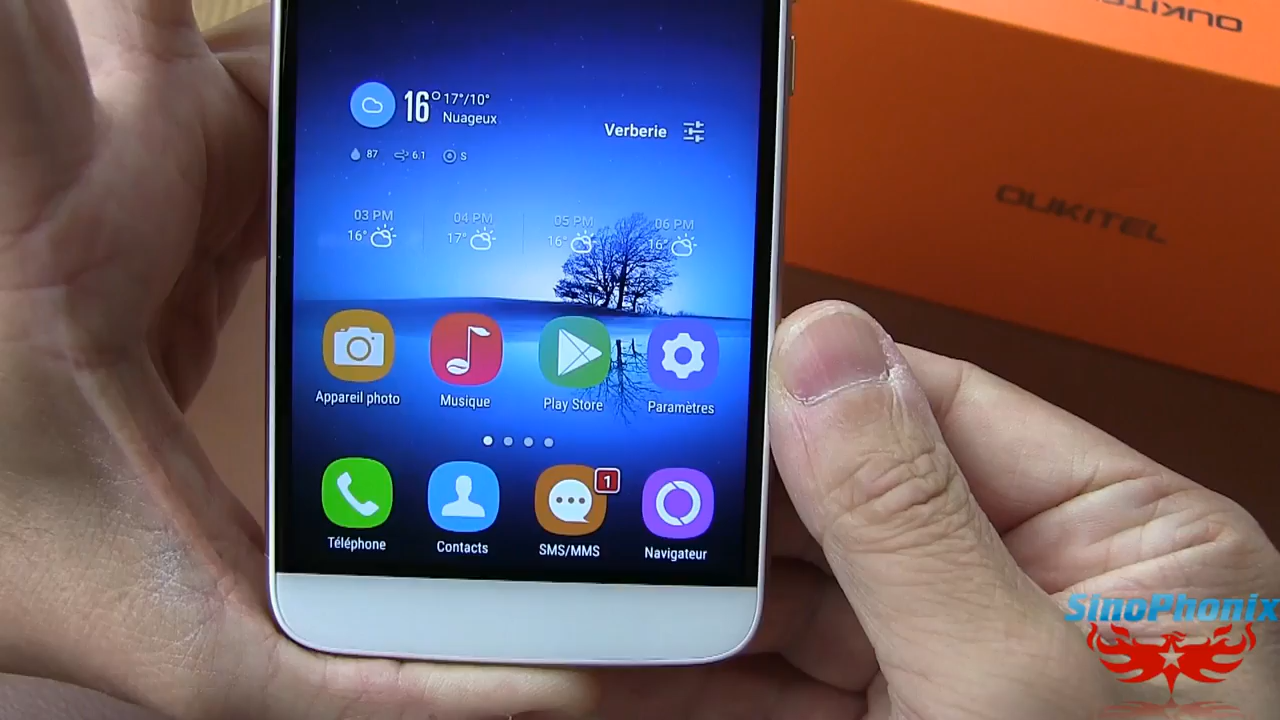 OUKITEL
OUKITEL
16° 17°/10°
Nuageux
Verberie
87 6.1 S
03 PM 04 PM 05 PM 06 PM
16° 17° 16° 16°
Appareil photo Musique Play Store Paramètres
1
Téléphone Contacts SMS/MMS Navigateur
SinoPhonix